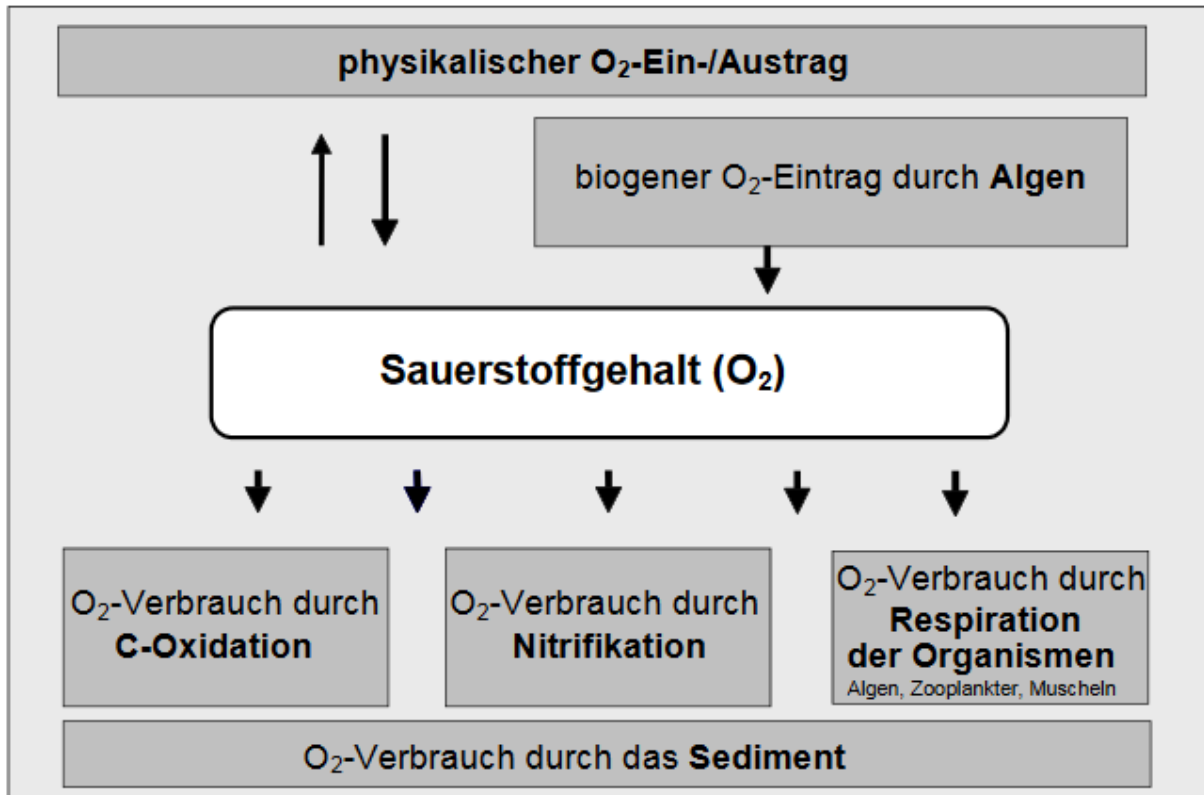 physikalischer O₂-Ein-/Austrag
biogener O₂-Eintrag durch Algen
Sauerstoffgehalt (O₂)
O₂-Verbrauch durch
C-Oxidation
O₂-Verbrauch durch
Nitrifikation
O₂-Verbrauch durch
Respiration
der Organismen
Algen, Zooplankter, Muscheln
O₂-Verbrauch durch das Sediment